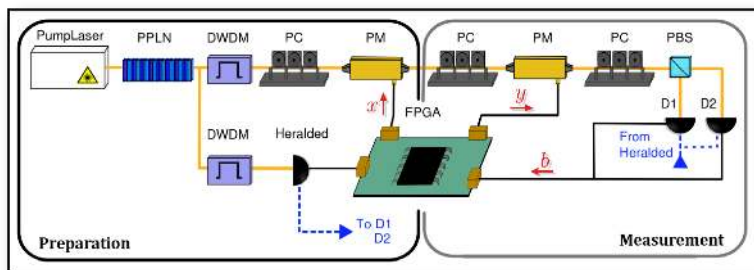 PumpLaser PPLN DWDM PC PM PC PM PC PBS
x FPGA y D1 D2
DWDM Heralded From
Heralded
b
To D1
D2
Preparation Measurement